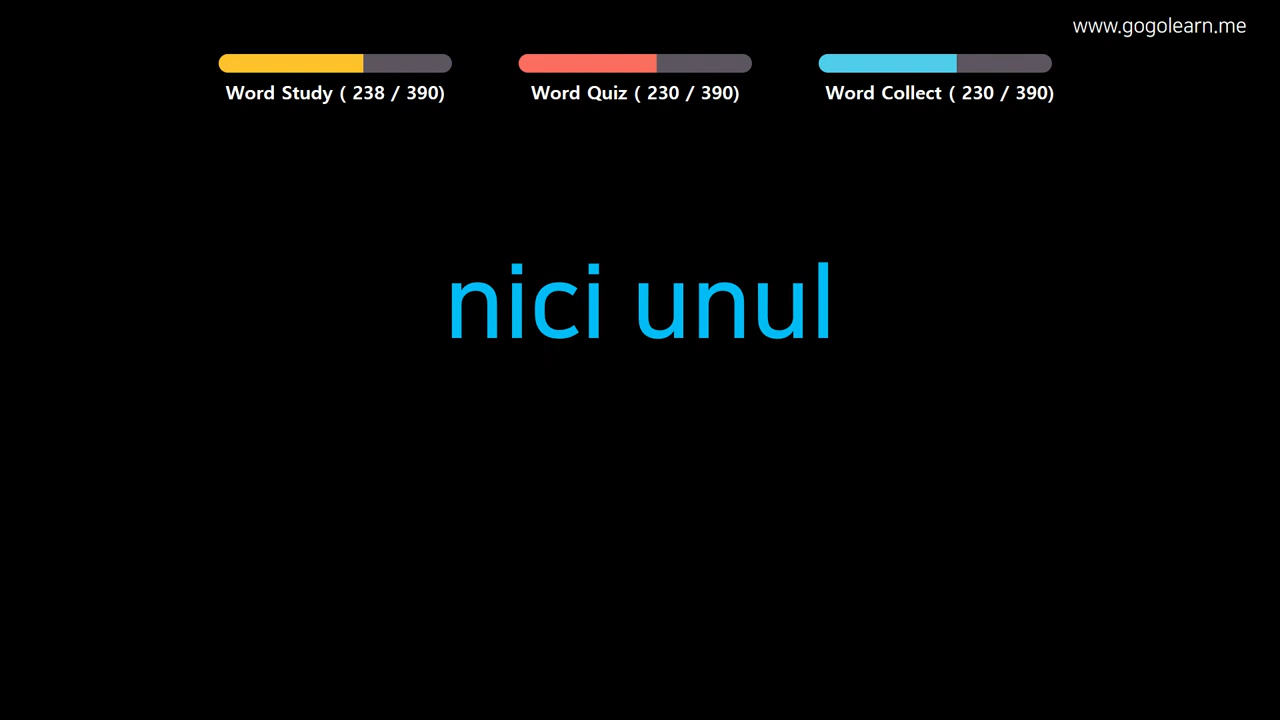 www.gogolearn.me
Word Study ( 238 / 390)
Word Quiz ( 230 / 390)
Word Collect ( 230 / 390)
nici unul